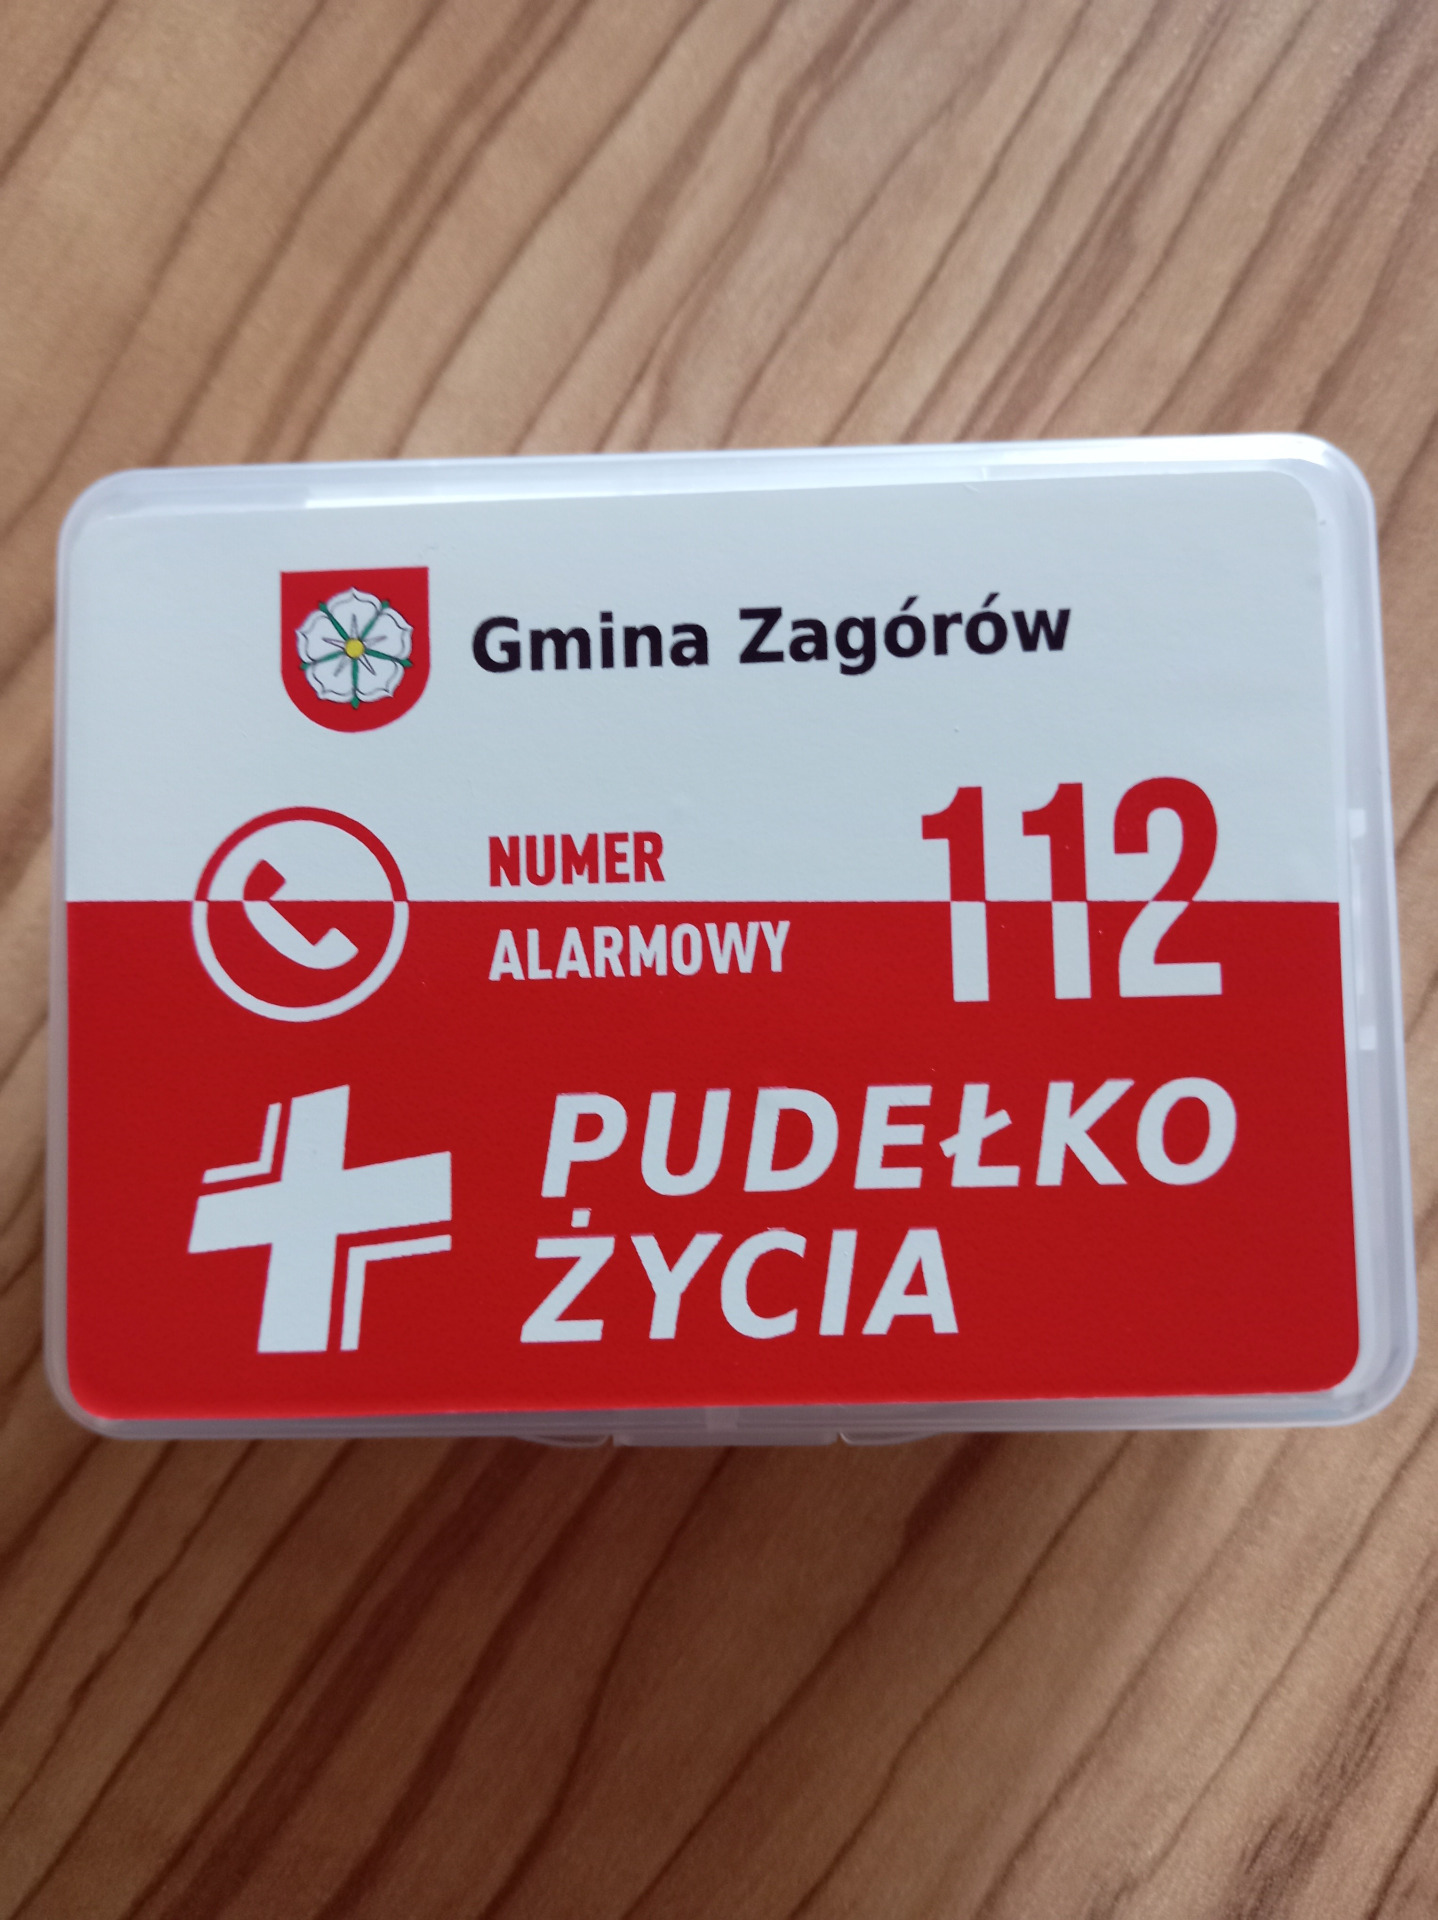 Gmina Zagórów
NUMER
ALARMOWY
112
PUDEŁKO
ŻYCIA